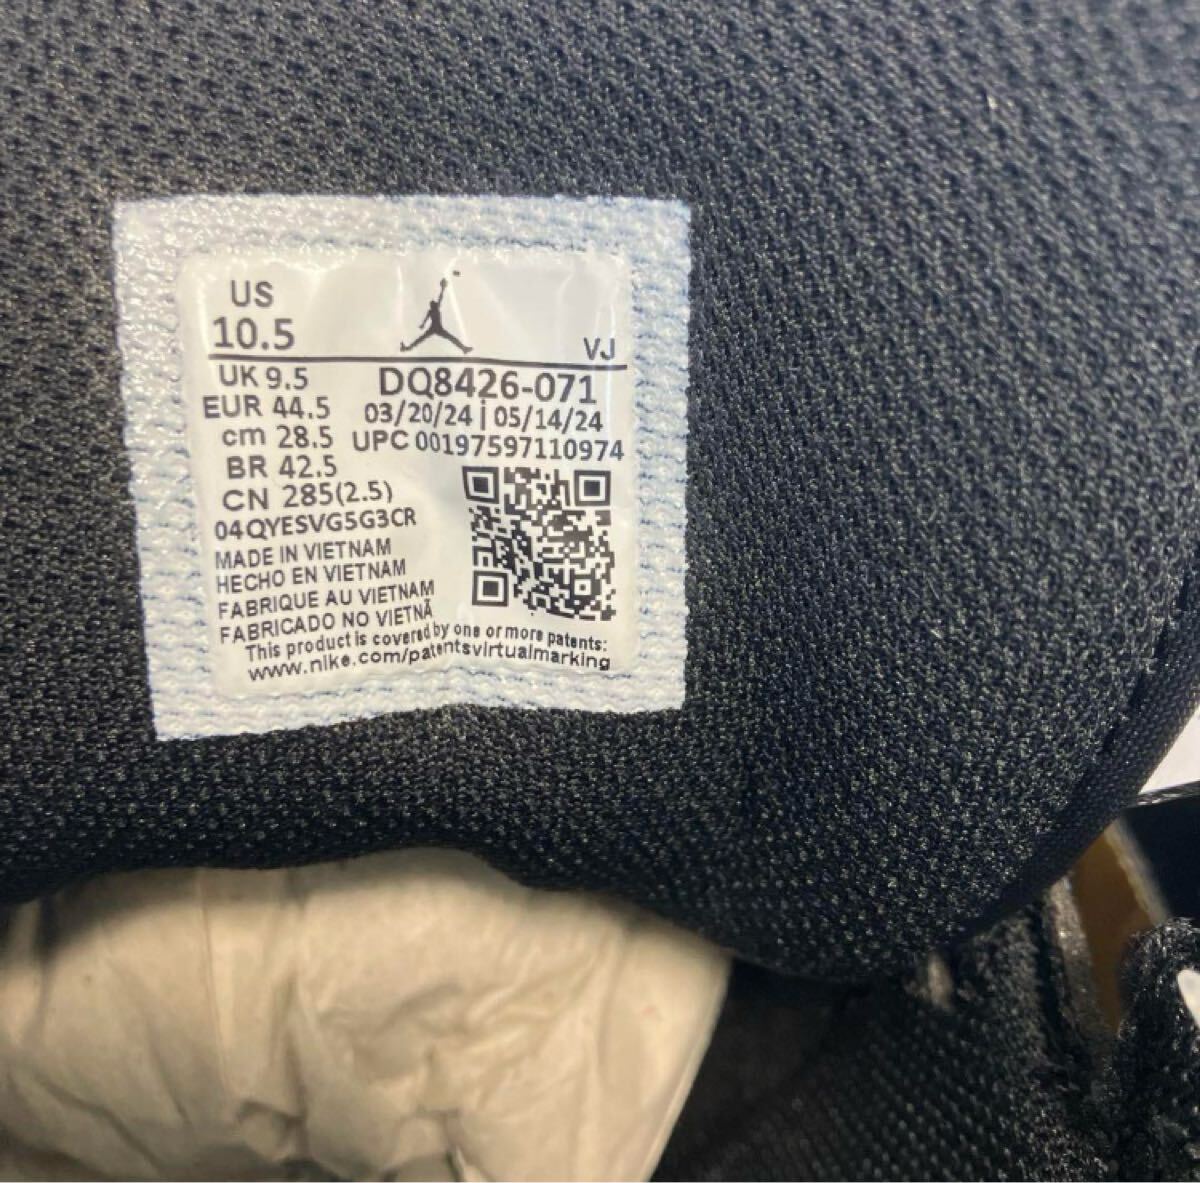 US
10.5
VJ
UK 9.5
DQ8426-071
EUR 44.5
03/20/24 | 05/14/24
cm 28.5
UPC 00197597110974
BR 42.5
CN 285(2.5)
04QYESVG5G3CR
MADE IN VIETNAM
HECHO EN VIETNAM
FABRIQUE AU VIETNAM
FABRICADO NO VIETNÃ
This product is covered by one or more patents:
www.nike.com/patentsvirtualmarking